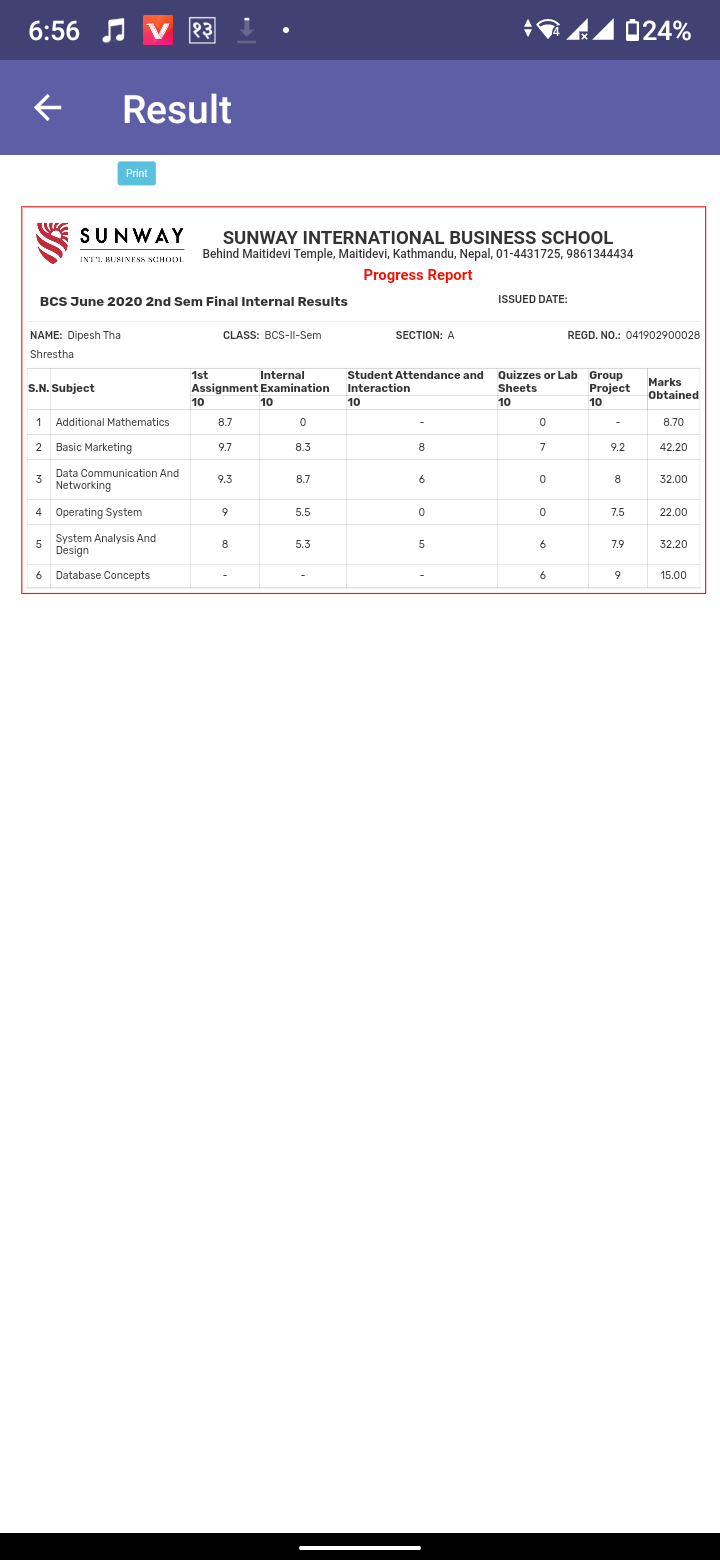 6:56 १३ 4 24%
Result
Print
SUNWAY
INT'L BUSINESS SCHOOL
SUNWAY INTERNATIONAL BUSINESS SCHOOL
Behind Maitidevi Temple, Maitidevi, Kathmandu, Nepal, 01-4431725, 9861344434
Progress Report
BCS June 2020 2nd Sem Final Internal Results ISSUED DATE:
NAME: Dipesh Tha Shrestha CLASS: BCS-II-Sem SECTION: A REGD. NO.: 041902900028
S.N. Subject 1st Assignment Internal Examination Student Attendance and Interaction Quizzes or Lab Sheets Group Project Marks Obtained
10 10 10 10 10
1 Additional Mathematics 8.7 0 - 0 - 8.70
2 Basic Marketing 9.7 8.3 8 7 9.2 42.20
3 Data Communication And Networking 9.3 8.7 6 0 8 32.00
4 Operating System 9 5.5 0 0 7.5 22.00
5 System Analysis And Design 8 5.3 5 6 7.9 32.20
6 Database Concepts - - - 6 9 15.00